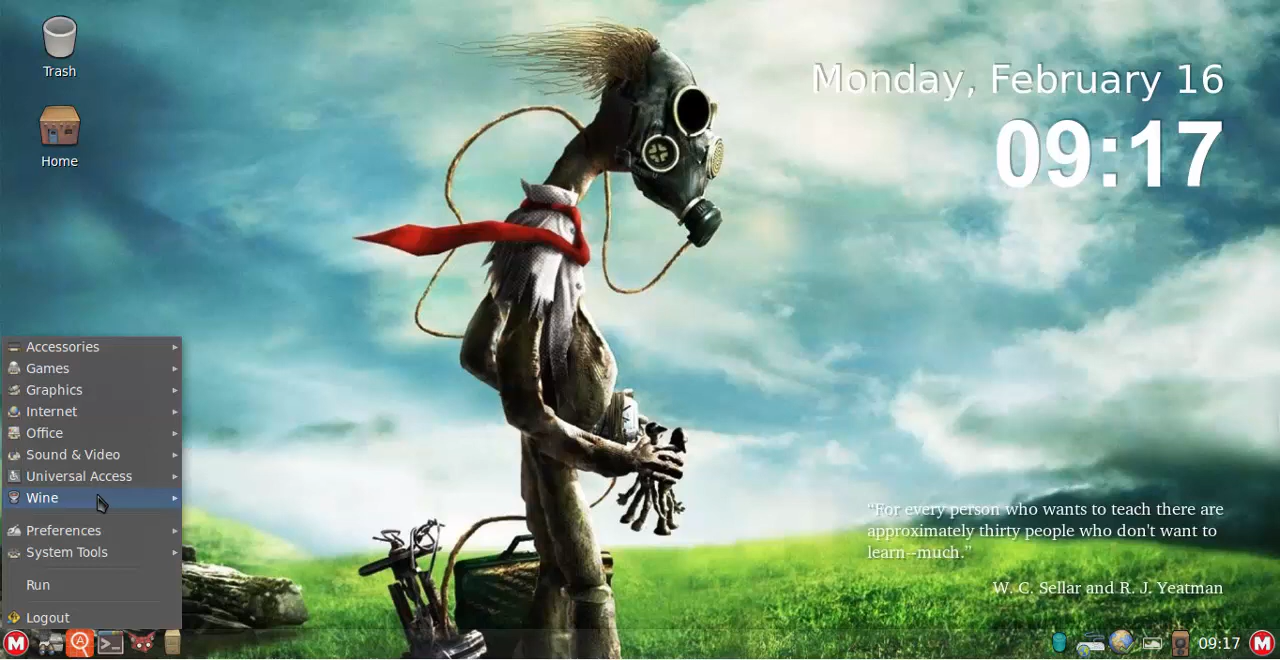 Trash
Home
Monday, February 16
09:17
Accessories
Games
Graphics
Internet
Office
Sound & Video
Universal Access
Wine
Preferences
System Tools
Run
Logout
“For every person who wants to teach there are
approximately thirty people who don't want to
learn--much.”
W. C. Sellar and R. J. Yeatman
M
A
09:17
M